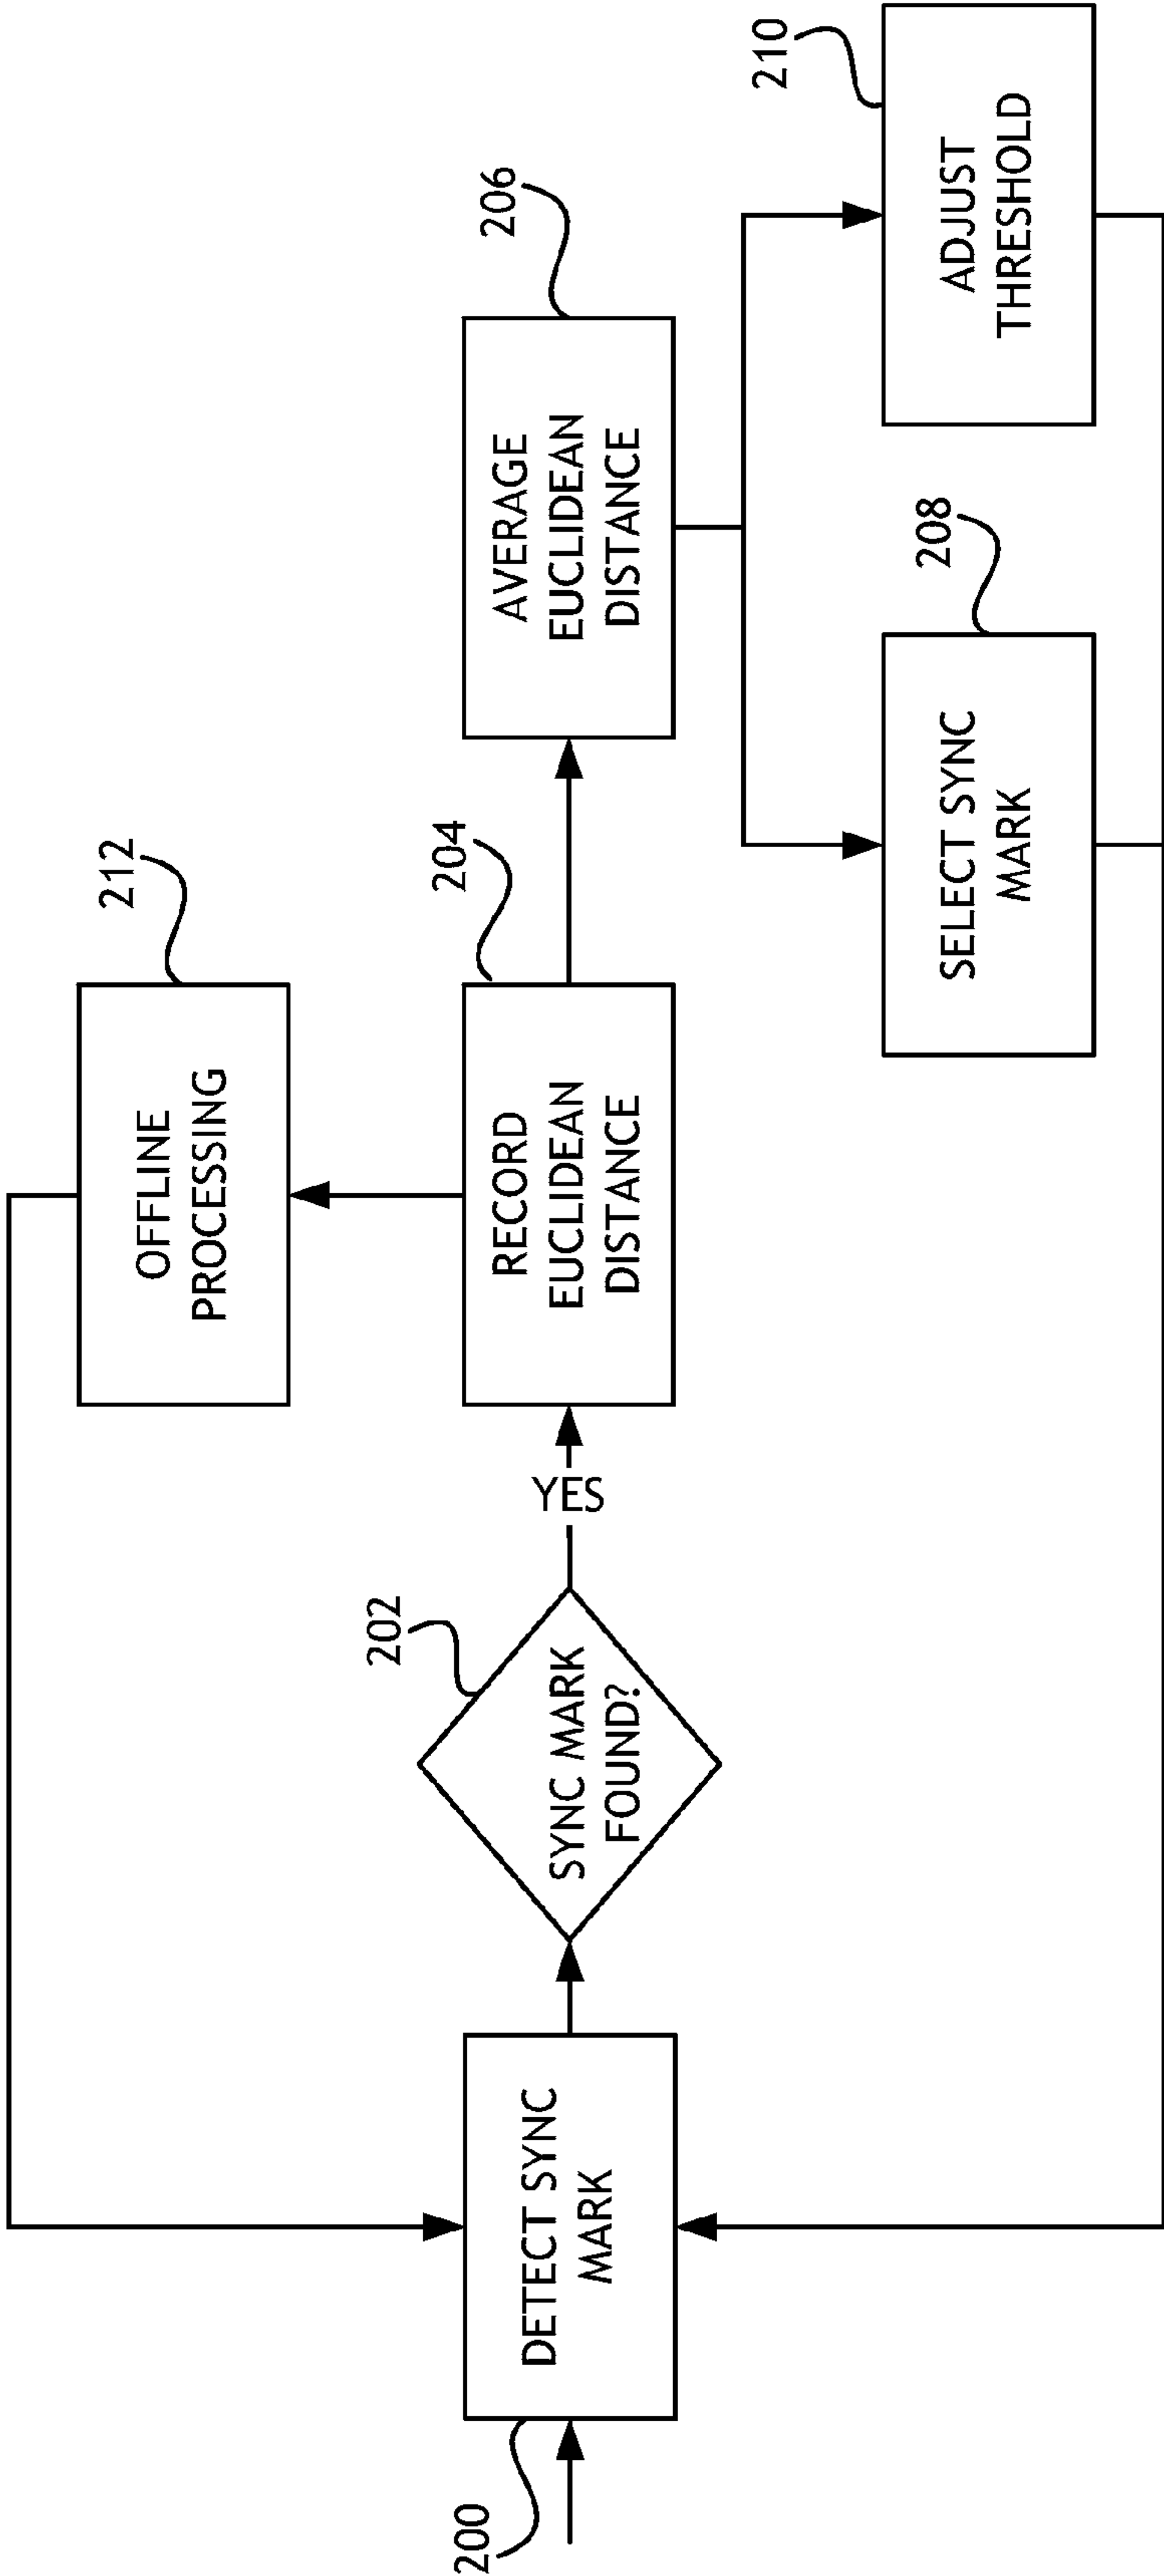 200
DETECT SYNC
MARK
202
SYNC MARK
FOUND?
YES
204
RECORD
EUCLIDEAN
DISTANCE
212
OFFLINE
PROCESSING
206
AVERAGE
EUCLIDEAN
DISTANCE
208
SELECT SYNC
MARK
210
ADJUST
THRESHOLD